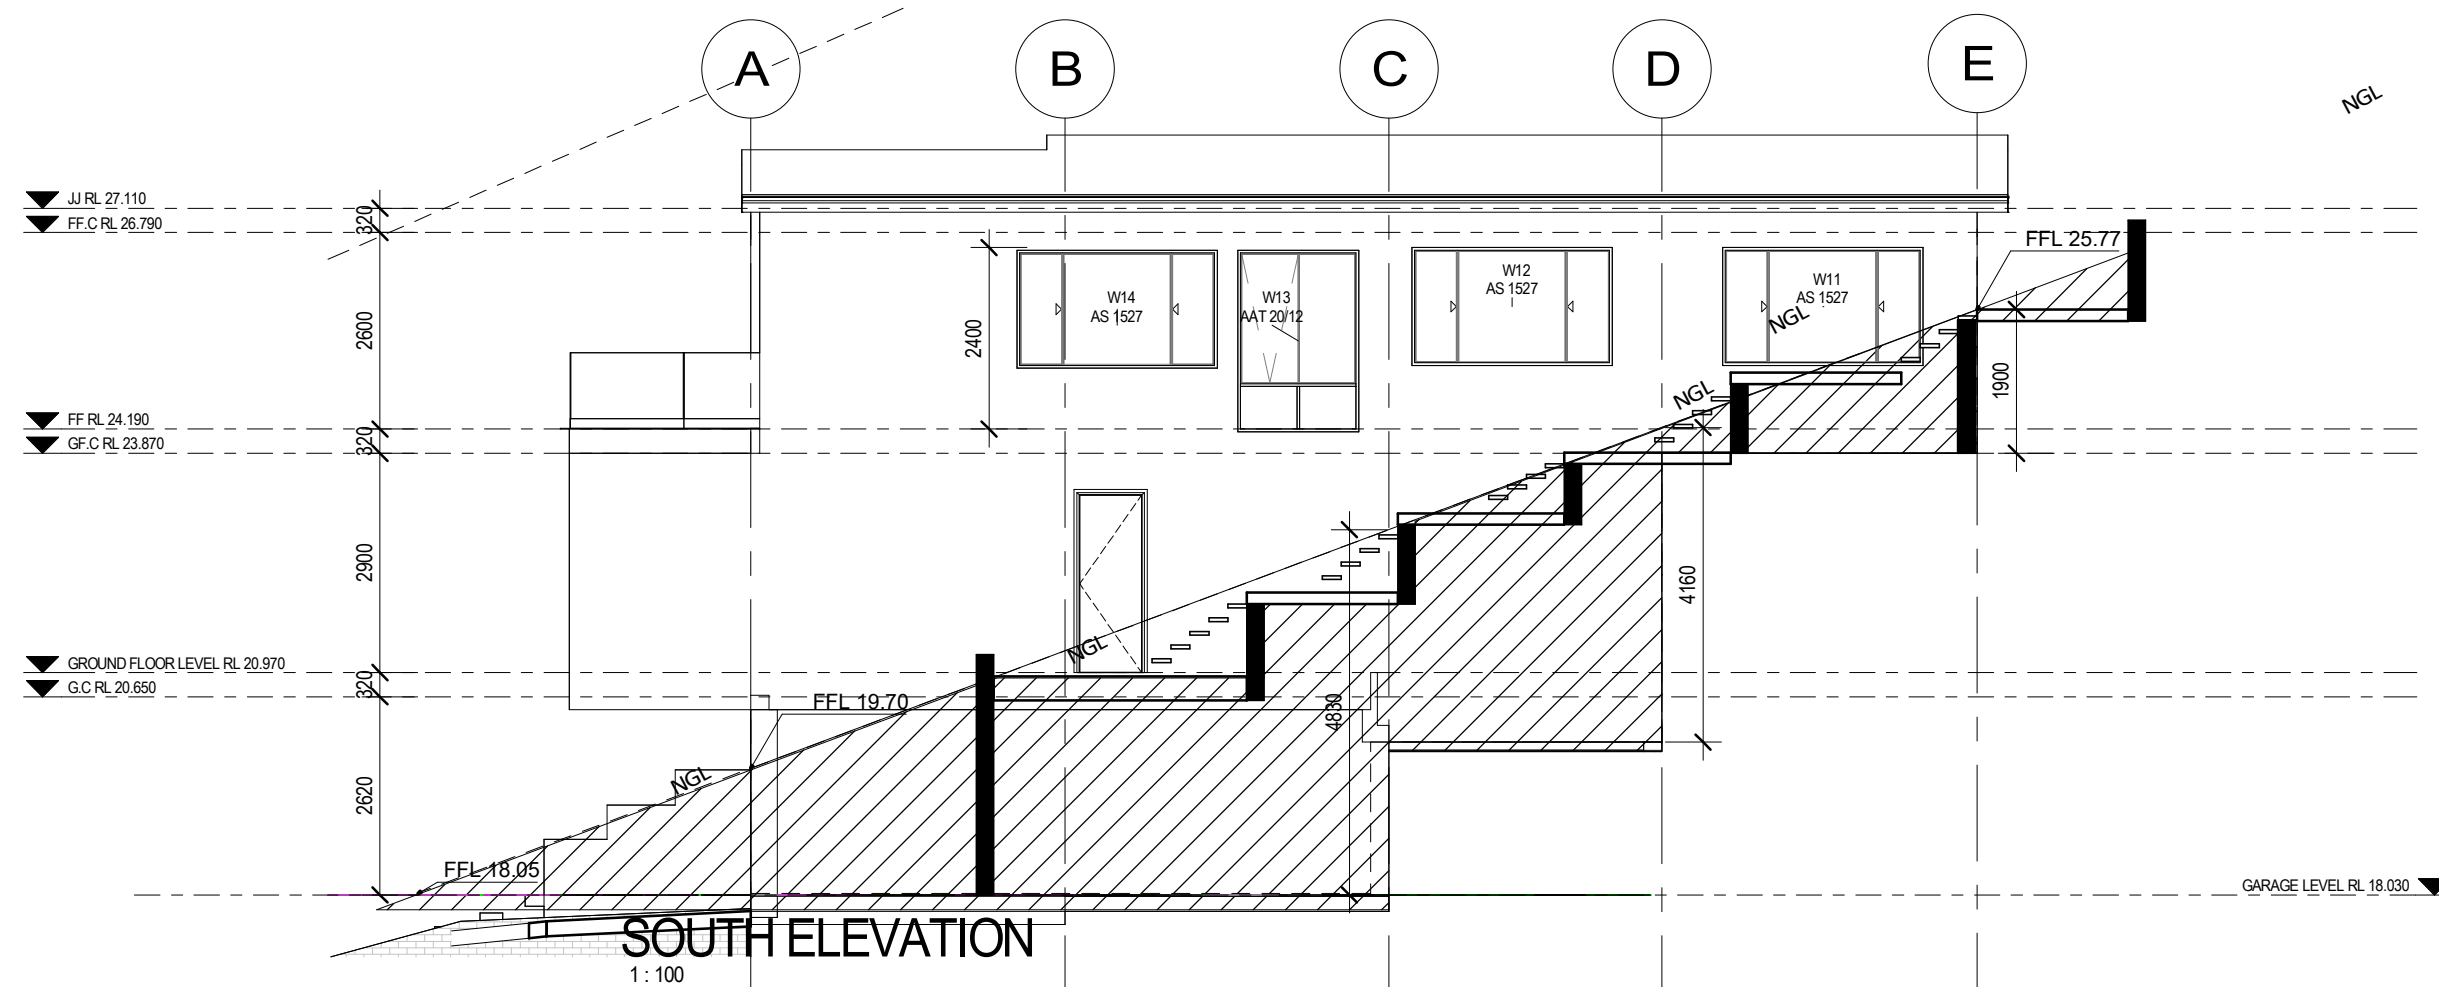 A
B
C
D
E
NGL
JJ RL 27.110
320
FF.C RL 26.790
FFL 25.77
W14
AS 1527
W13
AAT 20/12
W12
AS 1527
W11
AS 1527
NGL
2600
2400
1900
NGL
FF RL 24.190
320
GF.C RL 23.870
2900
4160
NGL
GROUND FLOOR LEVEL RL 20.970
320
G.C RL 20.650
FFL 19.70
4830
NGL
2620
FFL 18.05
GARAGE LEVEL RL 18.030
SOUTH ELEVATION
1 : 100